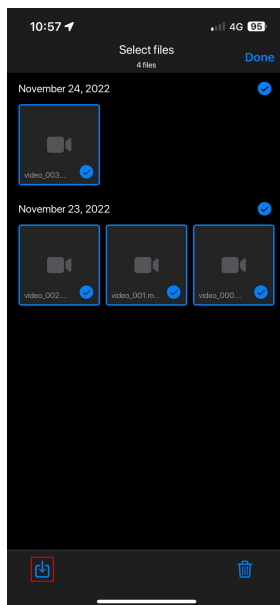 10:57 4G 95
Select files
4 files
Done
November 24, 2022
video_003....
November 23, 2022
video_002.... video_001.m... video_000....